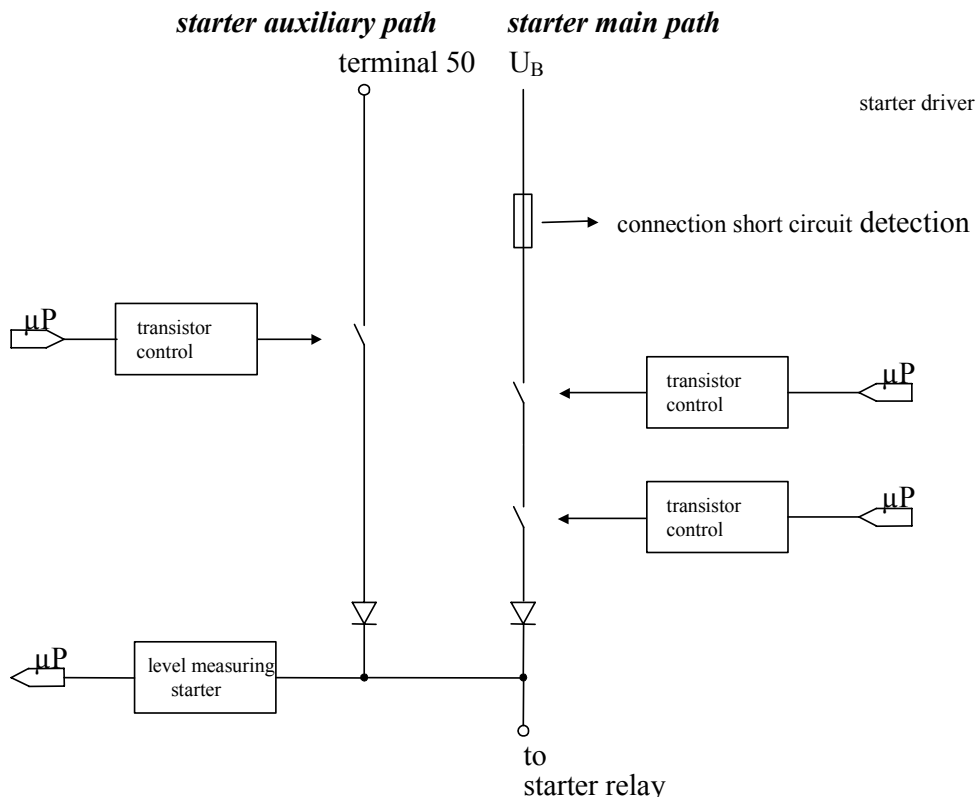 starter auxiliary path
starter main path
terminal 50
U_B
starter driver
connection short circuit detection
µP
transistor
control
transistor
control
µP
transistor
control
µP
µP
level measuring
starter
to
starter relay